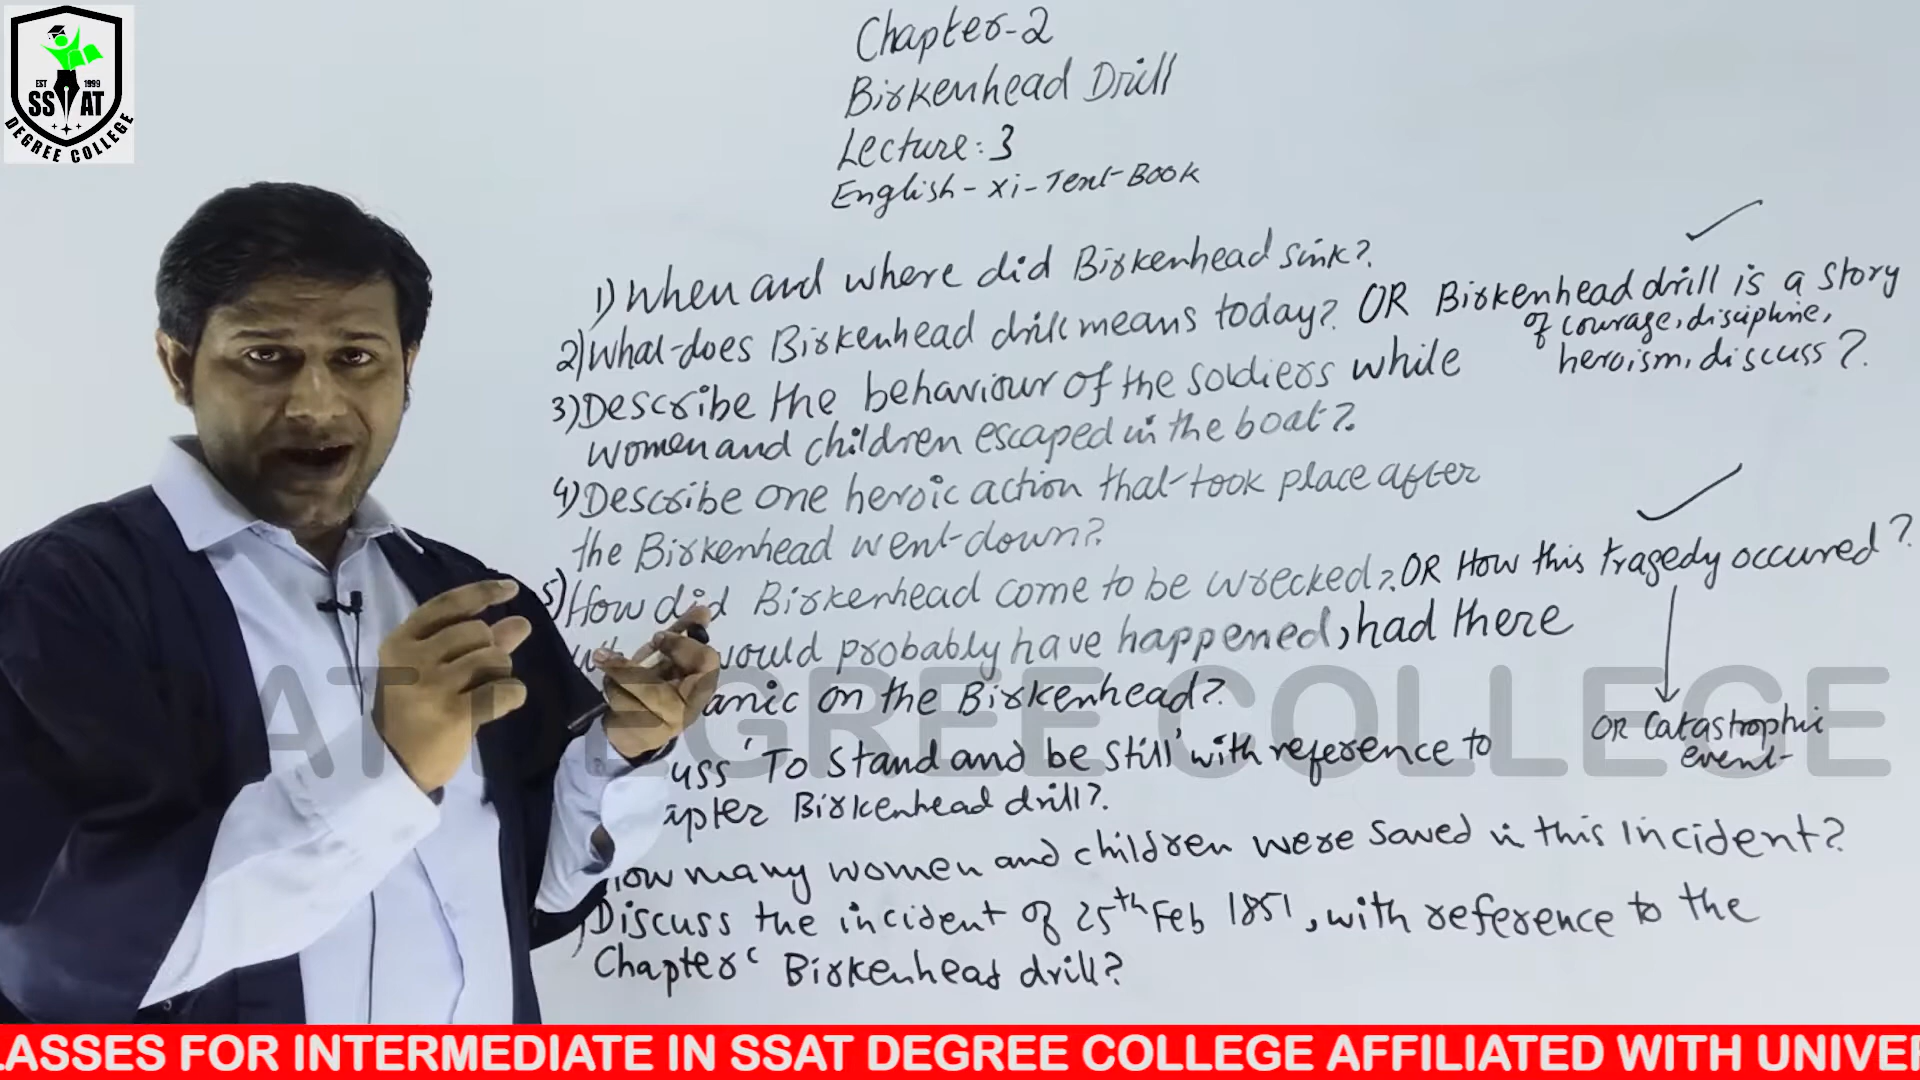 EST 1999
SSAT
DEGREE COLLEGE
Chapter-2
Birkenhead Drill
Lecture: 3
English - Xi - Text-Book
1) When and where did Birkenhead sink?
2) What does Birkenhead drill means today? OR Birkenhead drill is a story
of courage, discipline,
heroism, discuss?
3) Describe the behaviour of the soldiers while
women and children escaped in the boat?
4) Describe one heroic action that took place after
the Birkenhead went down?
5) How did Birkenhead come to be wrecked? OR How this tragedy occured?
would probably have happened, had there
anic on the Birkenhead?
OR Catastrophic
event
uss 'To stand and be still' with reference to
apter Birkenhead drill?
How many women and children were saved in this incident?
Discuss the incident of 25th Feb 1851, with reference to the
Chapter' Birkenhead drill?
AT DEGREE COLLEGE
LASSES FOR INTERMEDIATE IN SSAT DEGREE COLLEGE AFFILIATED WITH UNIVER